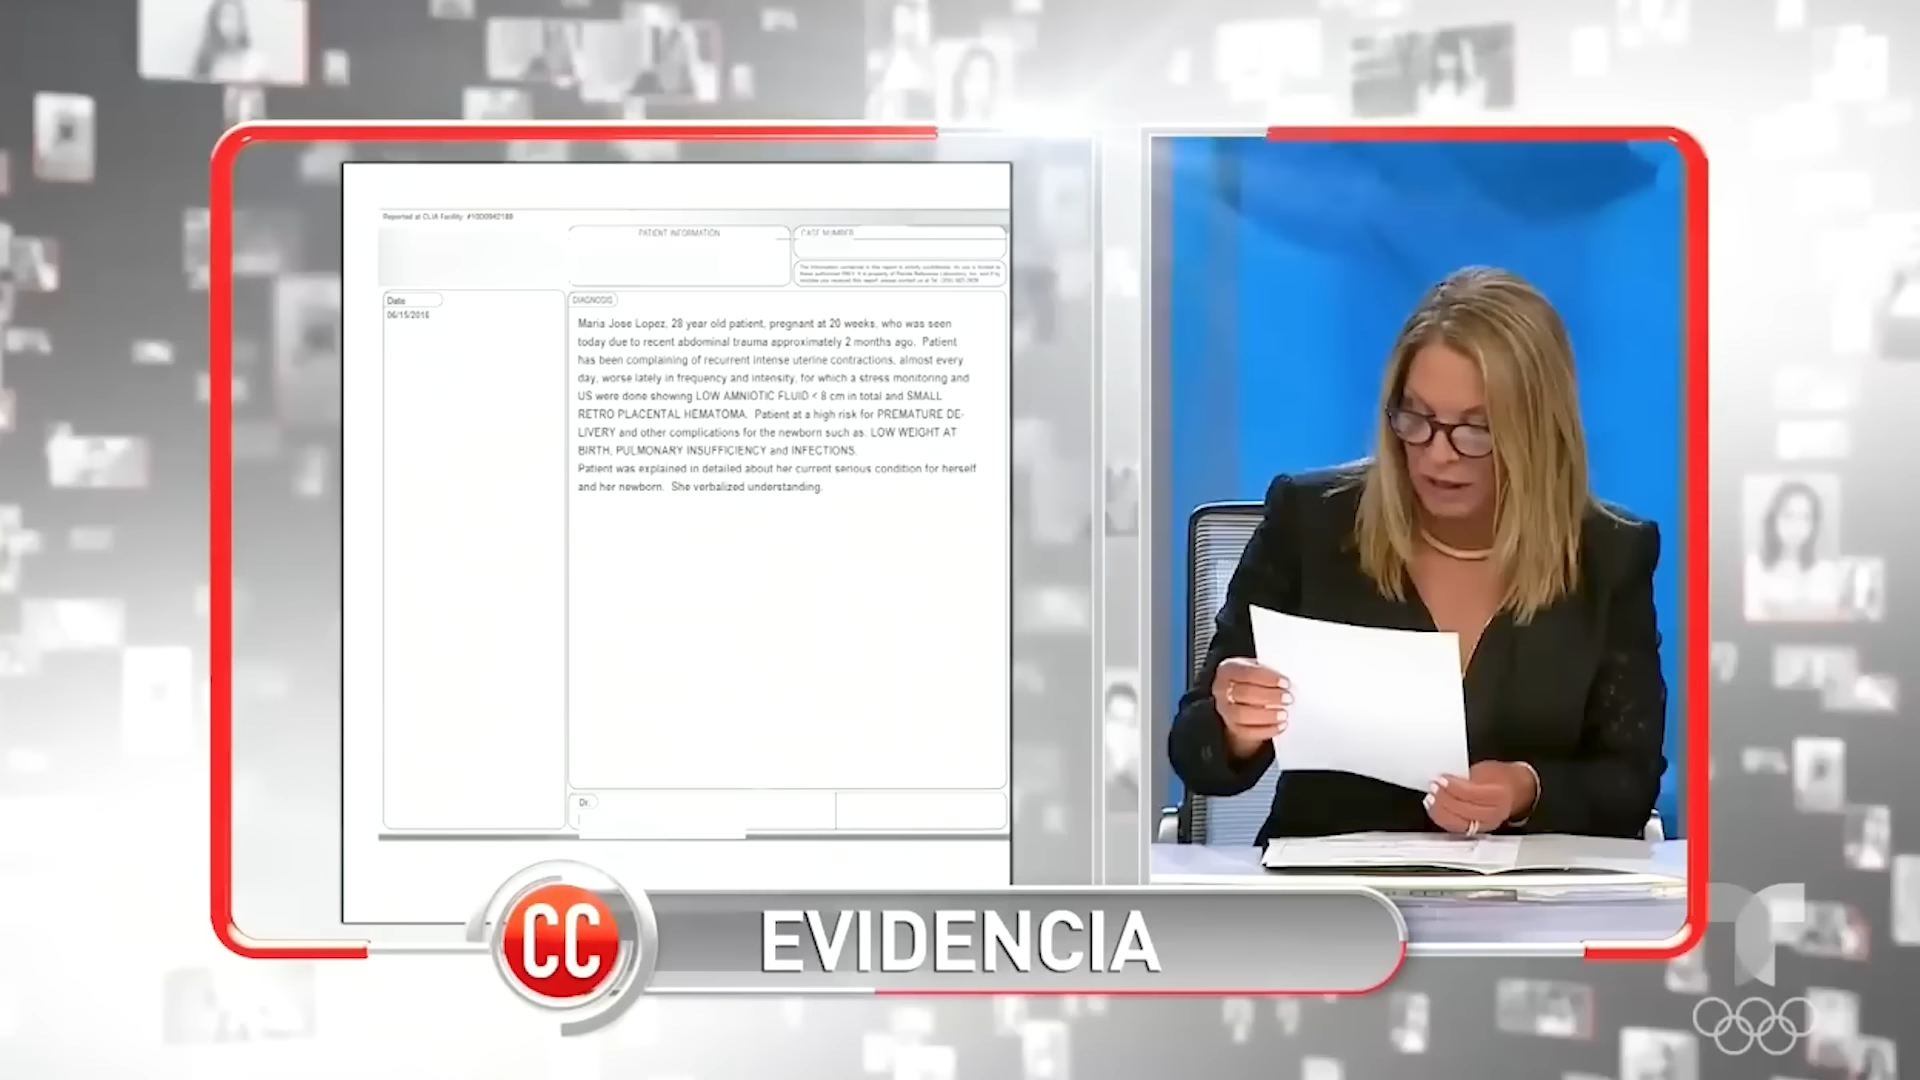 Reported at CLIA Facility: #10D0942188
PATIENT INFORMATION
CASE NUMBER
Date
06/15/2016
DIAGNOSIS
Maria Jose Lopez, 28 year old patient, pregnant at 20 weeks, who was seen
today due to recent abdominal trauma approximately 2 months ago. Patient
has been complaining of recurrent intense uterine contractions, almost every
day, worse lately in frequency and intensity, for which a stress monitoring and
US were done showing LOW AMNIOTIC FLUID < 8 cm in total and SMALL
RETRO PLACENTAL HEMATOMA. Patient at a high risk for PREMATURE DE-
LIVERY and other complications for the newborn such as: LOW WEIGHT AT
BIRTH, PULMONARY INSUFFICIENCY and INFECTIONS.
Patient was explained in detailed about her current serious condition for herself
and her newborn. She verbalized understanding.
Dr.
CC
EVIDENCIA